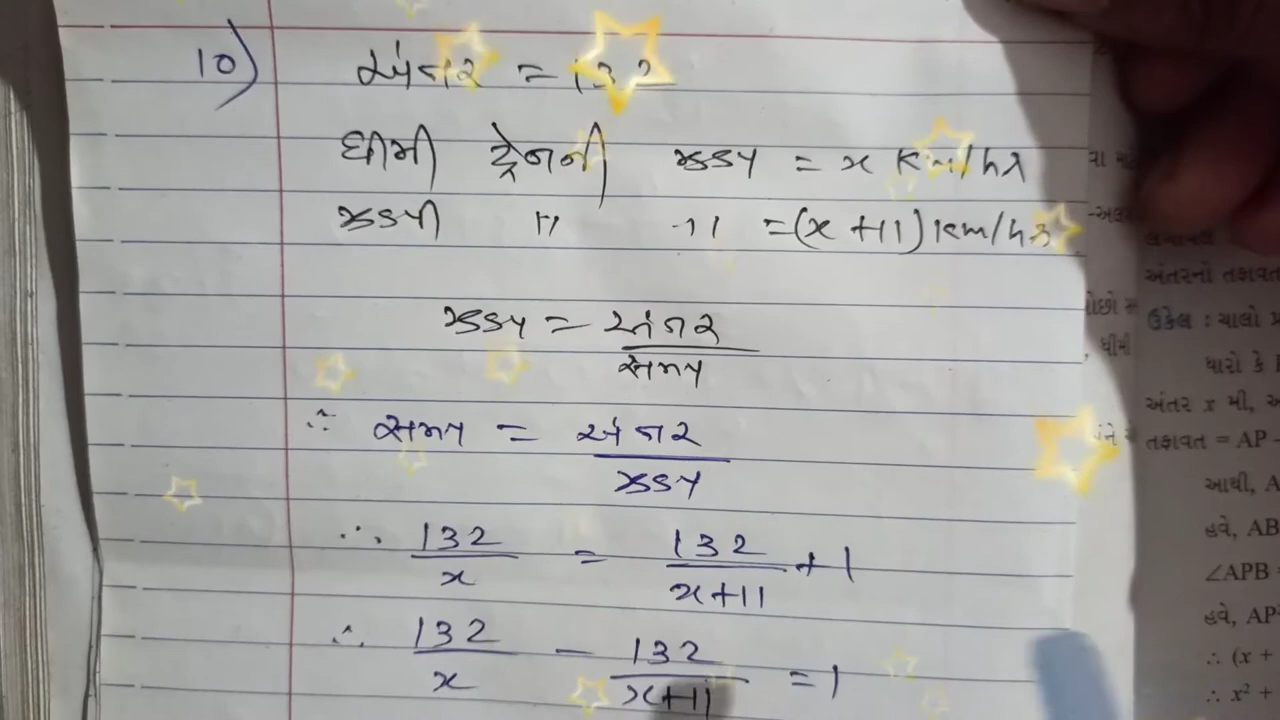 10) અંતર = 132
ધીમી ટ્રેનની ઝડપ = x km/hr
ઝડપી " " = (x + 11) km/hr
ઝડપ = અંતર / સમય
∴ સમય = અંતર / ઝડપ
∴ 132 / x = 132 / x+11 + 1
∴ 132 / x - 132 / x+11 = 1
અંતરનો તફાવત
ઉકેલ : ચાલો
ધારો કે
અંતર x મી,
તફાવત = AP -
આથી, A
હવે, AB
∠APB =
હવે, AP
∴ (x +
∴ x² +